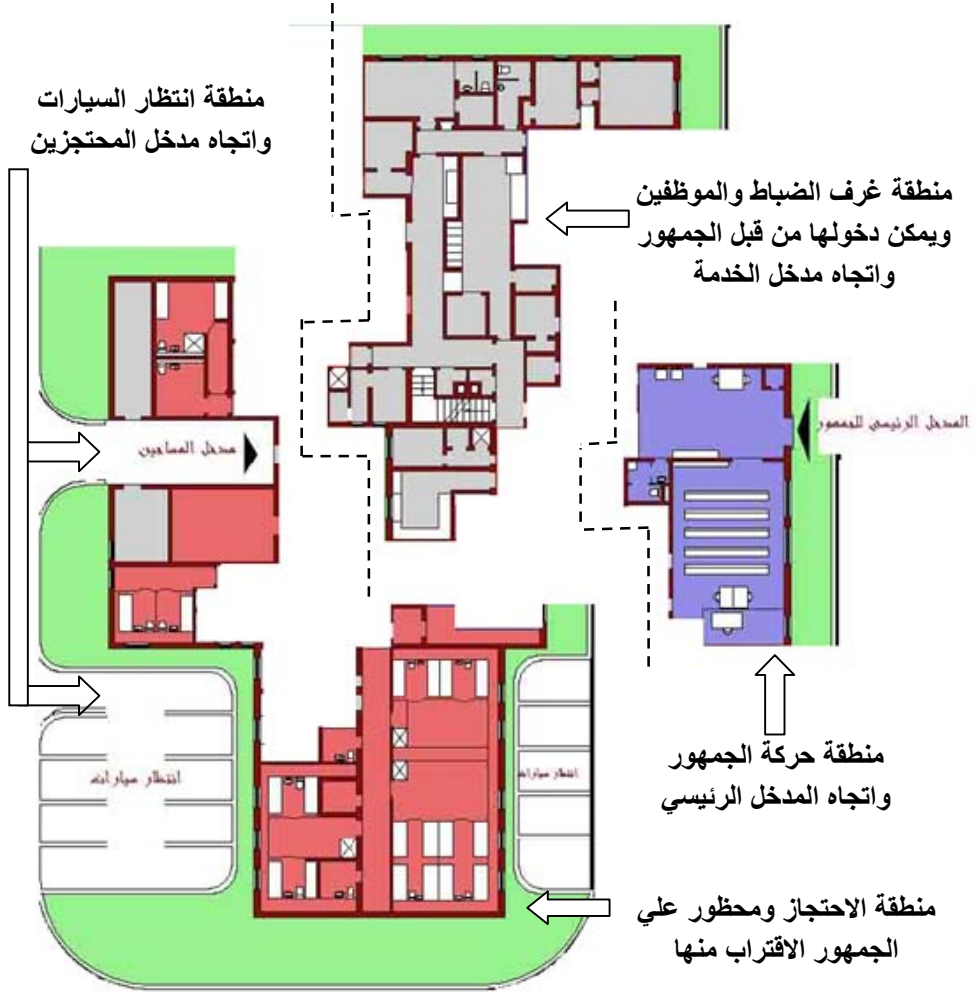 منطقة انتظار السيارات
واتجاه مدخل المحتجزين
منطقة غرف الضباط والموظفين
ويمكن دخولها من قبل الجمهور
واتجاه مدخل الخدمة
المدخل الرئيسي للجمهور
مدخل المساجين
منطقة حركة الجمهور
واتجاه المدخل الرئيسي
انتظار سيارات
انتظار سيارات
منطقة الاحتجاز ومحظور علي
الجمهور الاقتراب منها